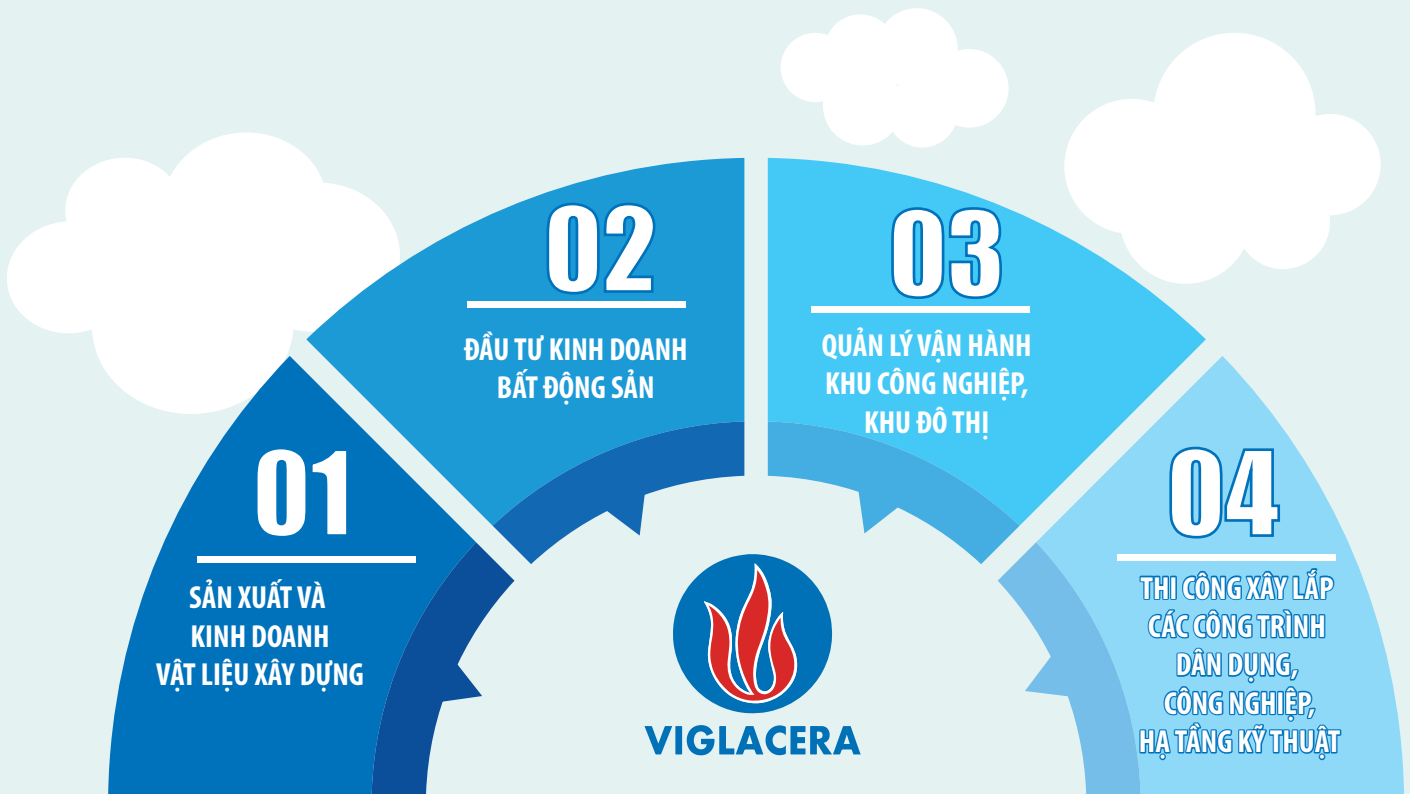 01
SẢN XUẤT VÀ
KINH DOANH
VẬT LIỆU XÂY DỰNG
02
ĐẦU TƯ KINH DOANH
BẤT ĐỘNG SẢN
03
QUẢN LÝ VẬN HÀNH
KHU CÔNG NGHIỆP,
KHU ĐÔ THỊ
04
THI CÔNG XÂY LẮP
CÁC CÔNG TRÌNH
DÂN DỤNG,
CÔNG NGHIỆP,
HẠ TẦNG KỸ THUẬT
VIGLACERA